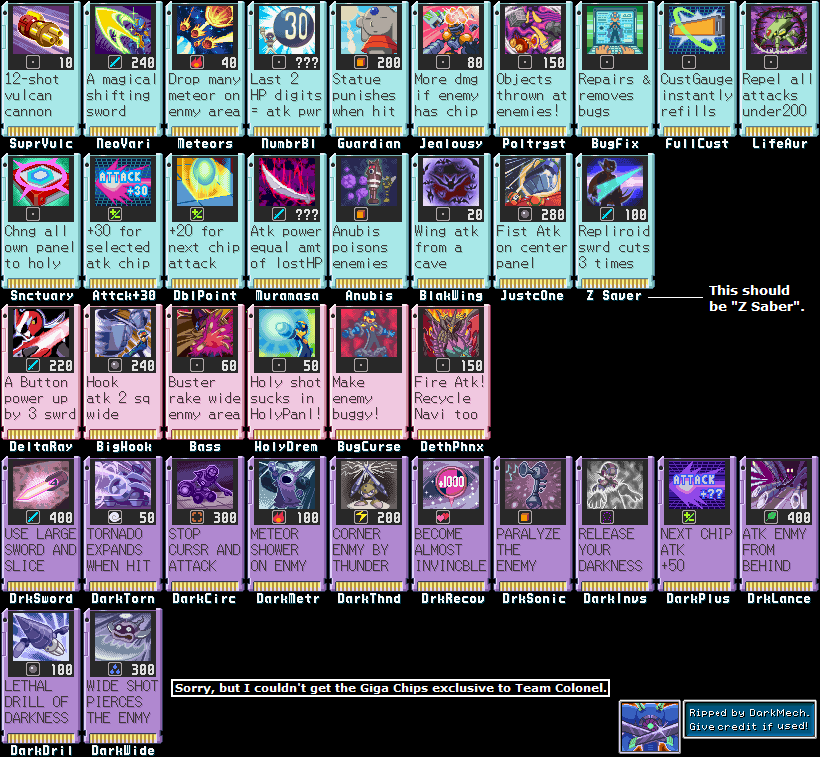 10
12-shot
vulcan
cannon
SuprVulc
240
A magical
shifting
sword
NeoVari
40
Drop many
meteor on
enmy area
Meteors
30
???
Last 2
HP digits
= atk pwr
NumbrBl
200
Statue
punishes
when hit
Guardian
80
More dmg
if enemy
has chip
Jealousy
150
Objects
thrown at
enemies!
Poltrgst
Repairs &
removes
bugs
BugFix
CustGauge
instantly
refills
FullCust
Repel all
attacks
under200
LifeAur
Chng all
own panel
to holy
Snctuary
ATTACK
+30
+30 for
selected
atk chip
Attck+30
+20 for
next chip
attack
DblPoint
???
Atk power
equal amt
of lostHP
Muramasa
Anubis
poisons
enemies
Anubis
20
Wing atk
from a
cave
BlakWing
280
Fist Atk
on center
panel
JustcOne
100
Repliroid
swrd cuts
3 times
Z Saver
This should
be "Z Saber".
220
A Button
power up
by 3 swrd
DeltaRay
240
Hook
atk 2 sq
wide
BigHook
60
Buster
rake wide
enmy area
Bass
50
Holy shot
sucks in
HolyPanl!
HolyDrem
Make
enemy
buggy!
BugCurse
150
Fire Atk!
Recycle
Navi too
DethPhnx
400
USE LARGE
SWORD AND
SLICE
DrkSword
50
TORNADO
EXPANDS
WHEN HIT
DarkTorn
300
STOP
CURSR AND
ATTACK
DarkCirc
100
METEOR
SHOWER
ON ENMY
DarkMetr
200
CORNER
ENMY BY
THUNDER
DarkThnd
+1000
BECOME
ALMOST
INVINCBLE
DrkRecov
PARALYZE
THE
ENEMY
DrkSonic
RELEASE
YOUR
DARKNESS
DarkInvs
ATTACK
+??
NEXT CHIP
ATK
+50
DarkPlus
400
ATK ENMY
FROM
BEHIND
DrkLance
100
LETHAL
DRILL OF
DARKNESS
DarkDril
300
WIDE SHOT
PIERCES
THE ENMY
DarkWide
Sorry, but I couldn't get the Giga Chips exclusive to Team Colonel.
Ripped by DarkMech.
Give credit if used!